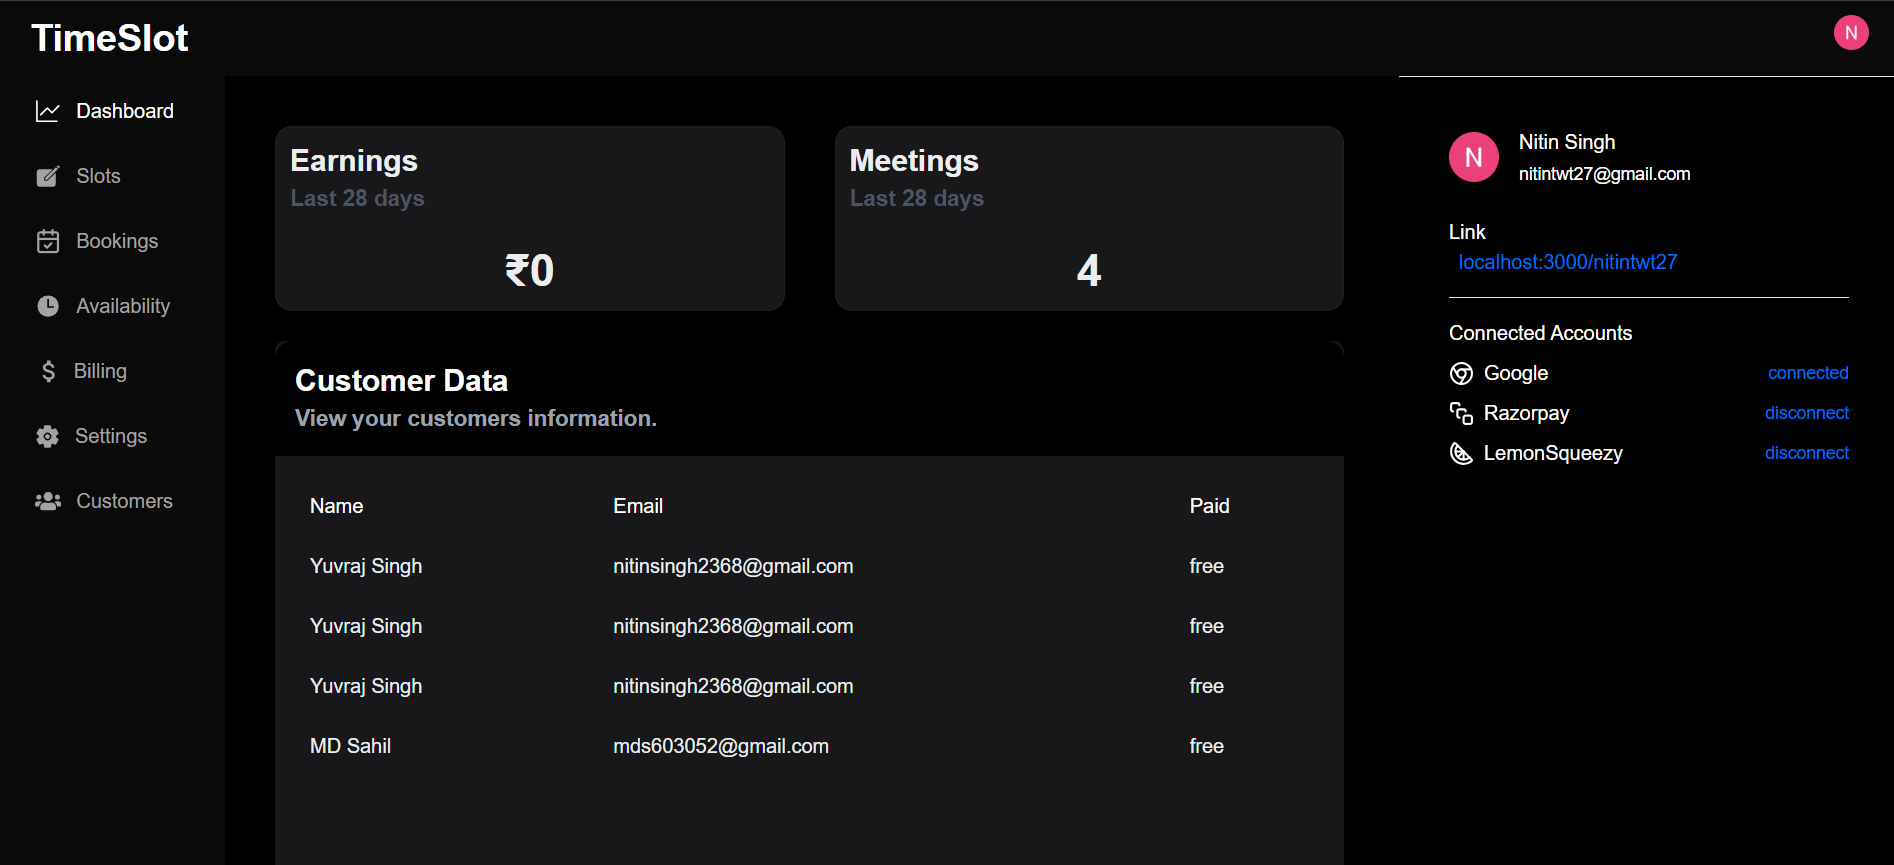 TimeSlot
N
Dashboard
Slots
Bookings
Availability
Billing
Settings
Customers
Earnings
Last 28 days
₹0
Meetings
Last 28 days
4
Customer Data
View your customers information.
Name Email Paid
Yuvraj Singh nitinsingh2368@gmail.com free
Yuvraj Singh nitinsingh2368@gmail.com free
Yuvraj Singh nitinsingh2368@gmail.com free
MD Sahil mds603052@gmail.com free
N
Nitin Singh
nitintwt27@gmail.com
Link
localhost:3000/nitintwt27
Connected Accounts
Google connected
Razorpay disconnect
LemonSqueezy disconnect